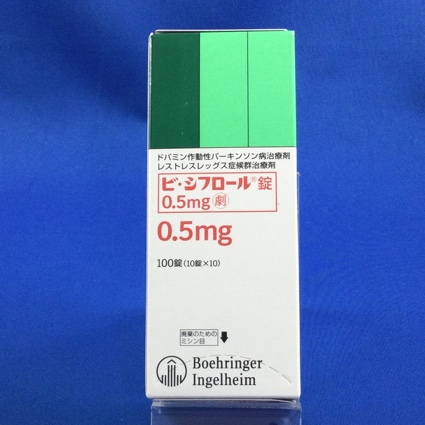 ドパミン作動性パーキンソン病治療剤
レストレスレッグス症候群治療剤
ビ・シフロール®錠
0.5mg 劇
0.5mg
100錠(10錠×10)
廃棄のための
ミシン目
Boehringer
Ingelheim